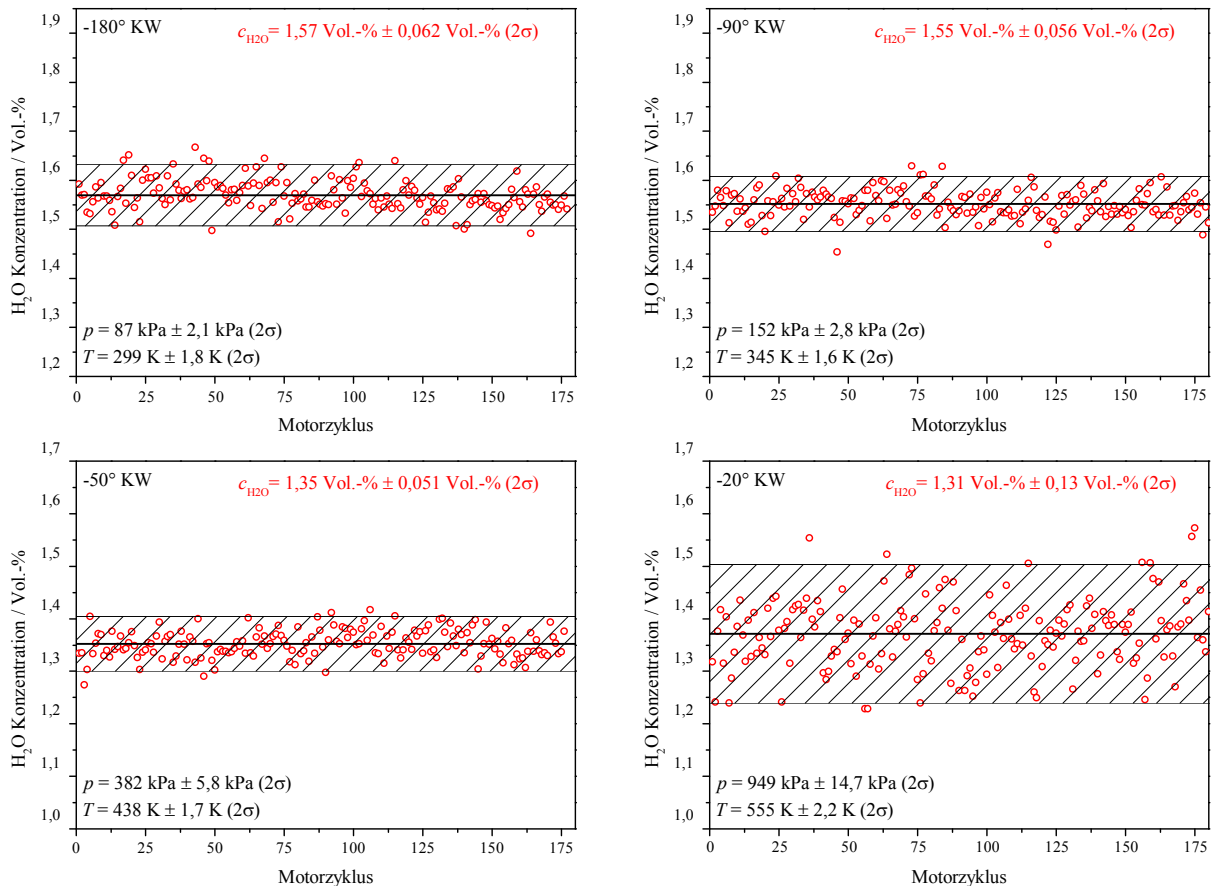 -180° KW
c_H2O = 1,57 Vol.-% ± 0,062 Vol.-% (2σ)
H₂O Konzentration / Vol.-%
1,9
1,8
1,7
1,6
1,5
1,4
1,3
1,2
p = 87 kPa ± 2,1 kPa (2σ)
T = 299 K ± 1,8 K (2σ)
0 25 50 75 100 125 150 175
Motorzyklus
-90° KW
c_H2O = 1,55 Vol.-% ± 0,056 Vol.-% (2σ)
H₂O Konzentration / Vol.-%
1,9
1,8
1,7
1,6
1,5
1,4
1,3
1,2
p = 152 kPa ± 2,8 kPa (2σ)
T = 345 K ± 1,6 K (2σ)
0 25 50 75 100 125 150 175
Motorzyklus
-50° KW
c_H2O = 1,35 Vol.-% ± 0,051 Vol.-% (2σ)
H₂O Konzentration / Vol.-%
1,7
1,6
1,5
1,4
1,3
1,2
1,1
1,0
p = 382 kPa ± 5,8 kPa (2σ)
T = 438 K ± 1,7 K (2σ)
0 25 50 75 100 125 150 175
Motorzyklus
-20° KW
c_H2O = 1,31 Vol.-% ± 0,13 Vol.-% (2σ)
H₂O Konzentration / Vol.-%
1,7
1,6
1,5
1,4
1,3
1,2
1,1
1,0
p = 949 kPa ± 14,7 kPa (2σ)
T = 555 K ± 2,2 K (2σ)
0 25 50 75 100 125 150 175
Motorzyklus